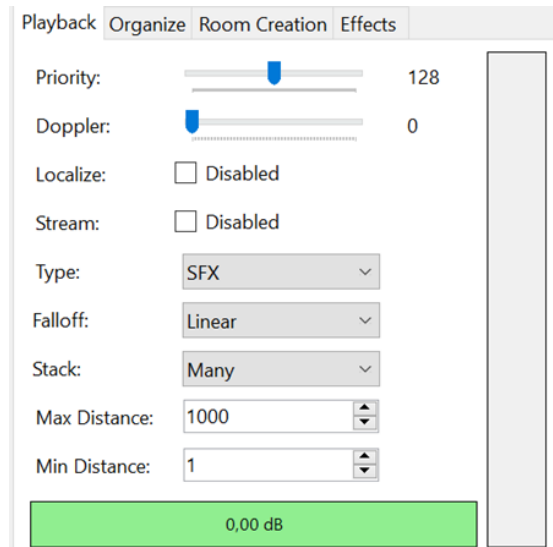 Playback Organize Room Creation Effects
Priority: 128
Doppler: 0
Localize: Disabled
Stream: Disabled
Type: SFX
Falloff: Linear
Stack: Many
Max Distance: 1000
Min Distance: 1
0,00 dB